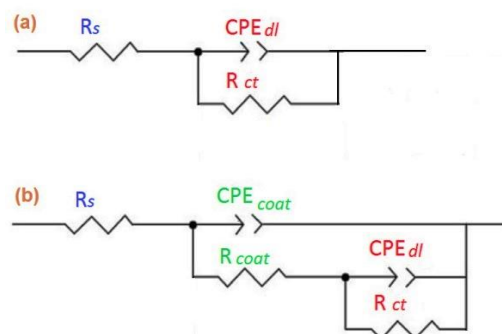 (a)
Rs
CPE dl
R ct
(b)
Rs
CPE coat
R coat
CPE dl
R ct